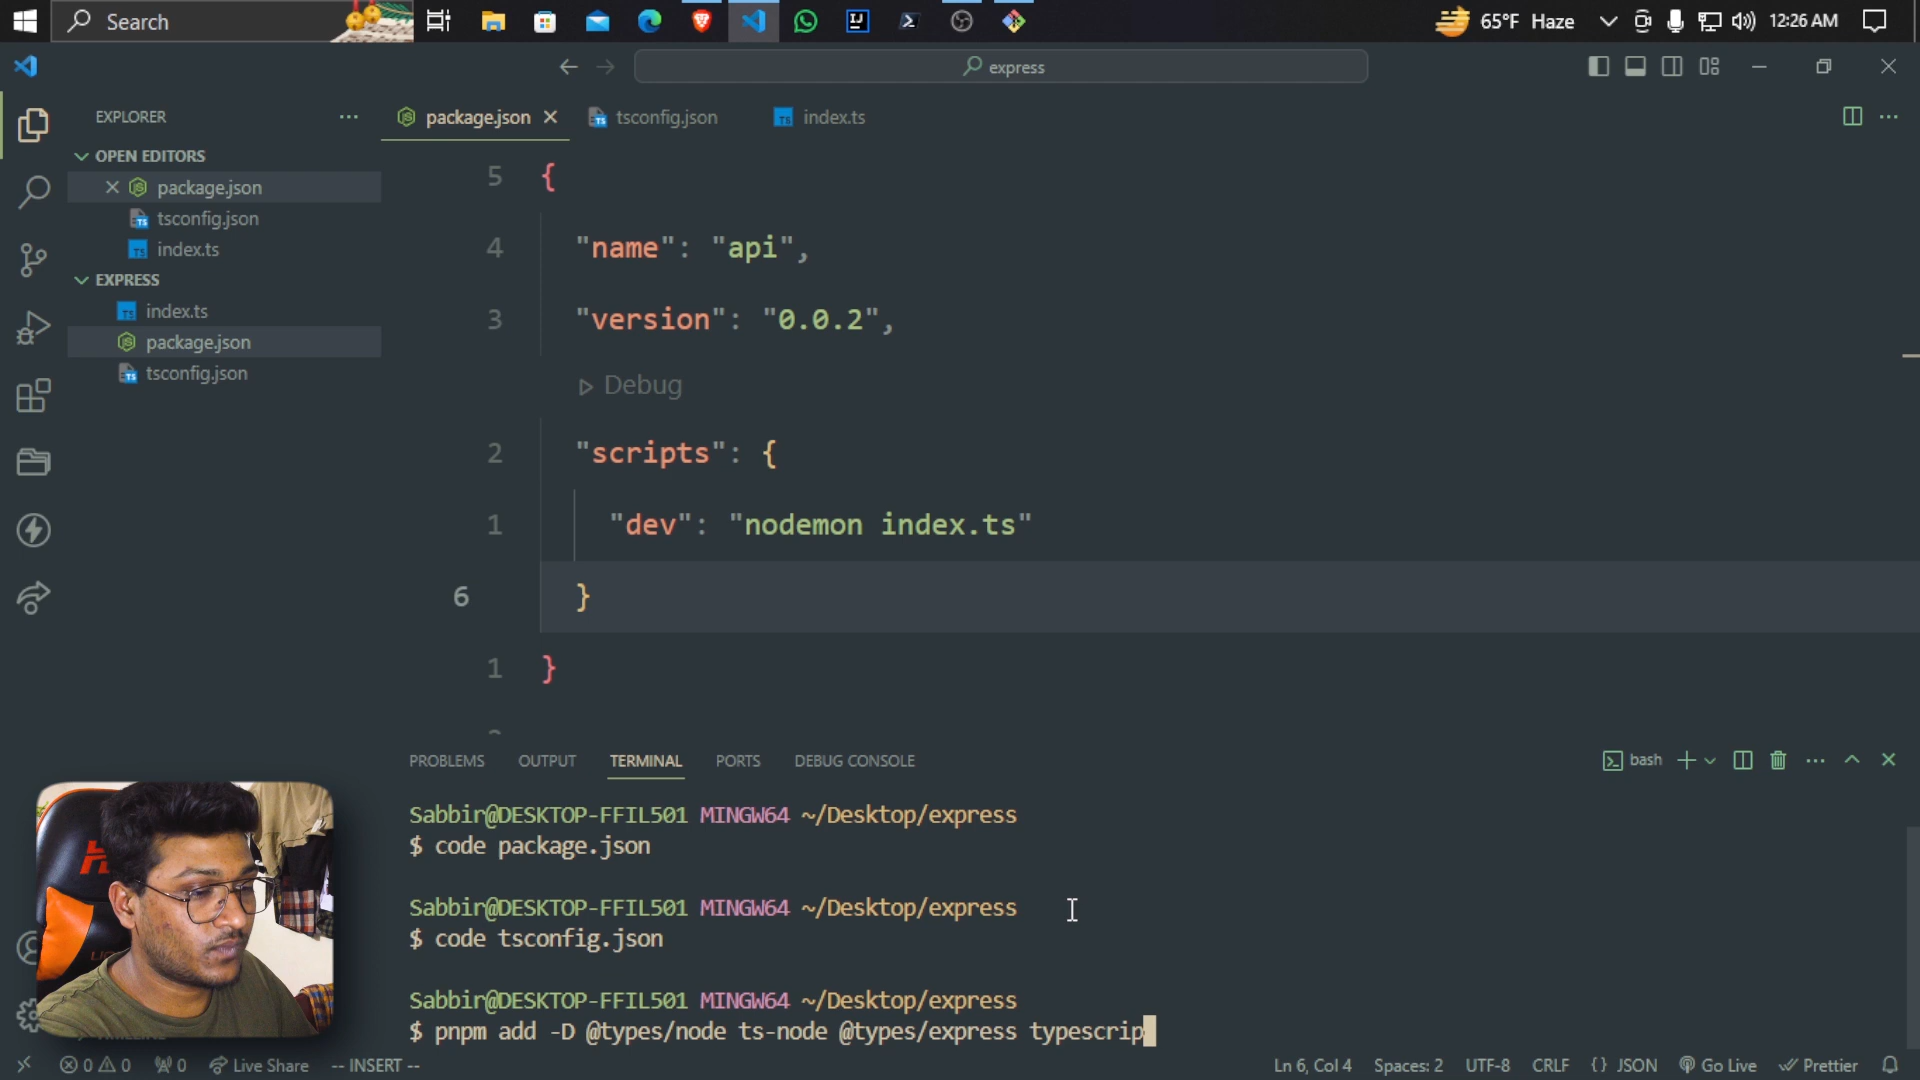 Search
65°F Haze
12:26 AM
express
EXPLORER
OPEN EDITORS
package.json
tsconfig.json
index.ts
EXPRESS
index.ts
package.json
tsconfig.json
package.json
tsconfig.json
index.ts
5 {
4 "name": "api",
3 "version": "0.0.2",
Debug
2 "scripts": {
1 "dev": "nodemon index.ts"
6 }
1 }
PROBLEMS OUTPUT TERMINAL PORTS DEBUG CONSOLE
bash
Sabbir@DESKTOP-FFIL501 MINGW64 ~/Desktop/express
$ code package.json
Sabbir@DESKTOP-FFIL501 MINGW64 ~/Desktop/express
$ code tsconfig.json
Sabbir@DESKTOP-FFIL501 MINGW64 ~/Desktop/express
$ pnpm add -D @types/node ts-node @types/express typescrip
0 0 0 Live Share -- INSERT --
Ln 6, Col 4 Spaces: 2 UTF-8 CRLF {} JSON Go Live Prettier